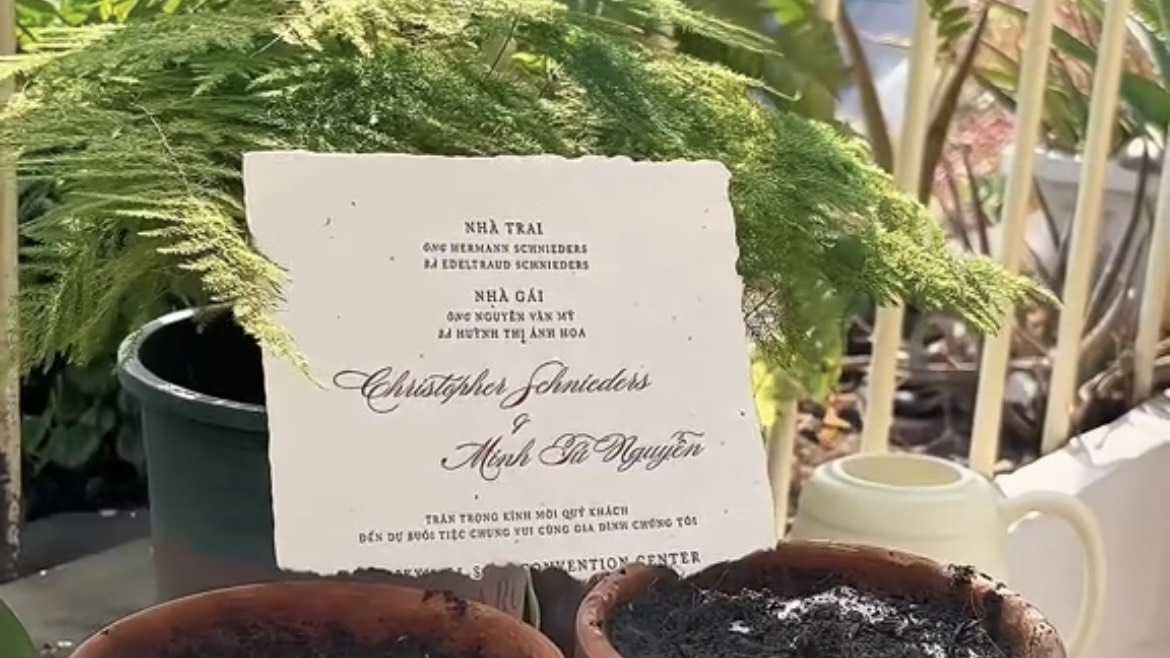 NHÀ TRAI
ÔNG HERMANN SCHNIEDERS
BÀ EDELTRAUD SCHNIEDERS
NHÀ GÁI
ÔNG NGUYỄN VĂN MỸ
BÀ HUỲNH THỊ ÁNH HOA
Christopher Schnieders
&
Minh Tú Nguyễn
TRÂN TRỌNG KÍNH MỜI QUÝ KHÁCH
ĐẾN DỰ BUỔI TIỆC CHUNG VUI CÙNG GIA ĐÌNH CHÚNG TÔI
CONVENTION CENTER